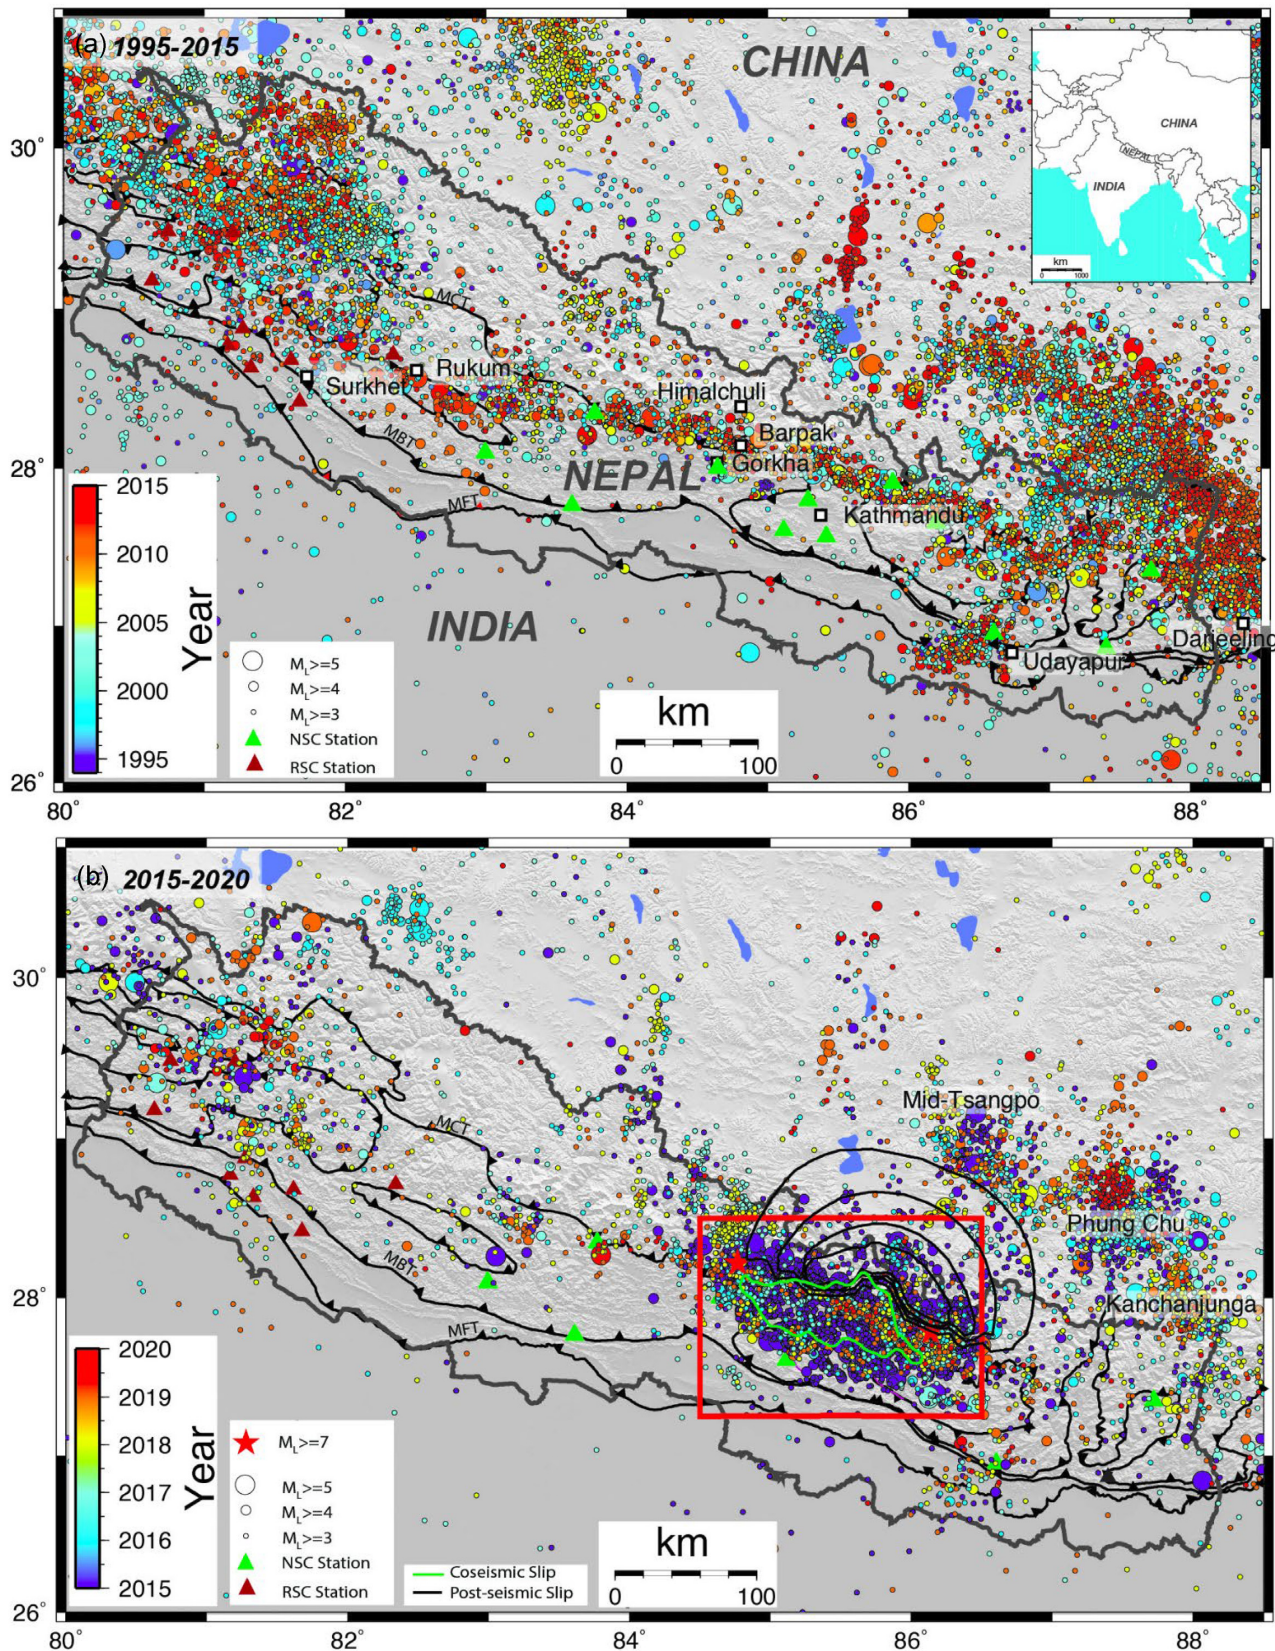 (a) 1995-2015
CHINA
CHINA
NEPAL
INDIA
km
0 1000
30°
MCT
Rukum
Surkhet
Himalchuli
Barpak
MBT
Gorkha
28°
NEPAL
MFT
Kathmandu
2015
2010
2005
2000
1995
Year
INDIA
Darjeeling
Udayapur
ML>=5
ML>=4
ML>=3
NSC Station
RSC Station
km
0 100
26°
80° 82° 84° 86° 88°
(b) 2015-2020
30°
Mid-Tsangpo
MCT
Phung Chu
MBT
28°
Kanchanjunga
MFT
2020
2019
2018
2017
2016
2015
Year
ML>=7
ML>=5
ML>=4
ML>=3
NSC Station
RSC Station
Coseismic Slip
Post-seismic Slip
km
0 100
26°
80° 82° 84° 86° 88°